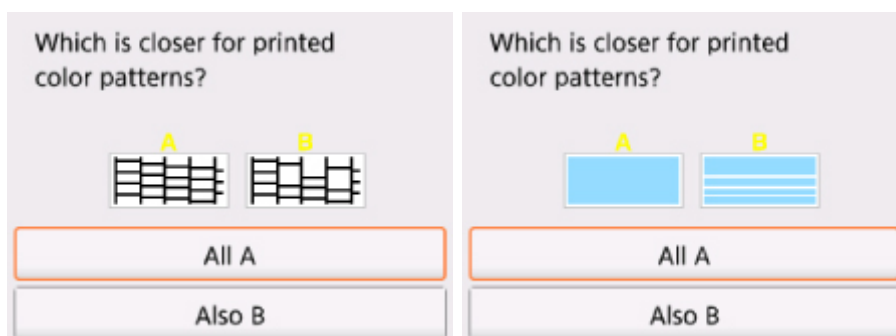 Which is closer for printed
color patterns?
A B
All A
Also B
Which is closer for printed
color patterns?
A B
All A
Also B